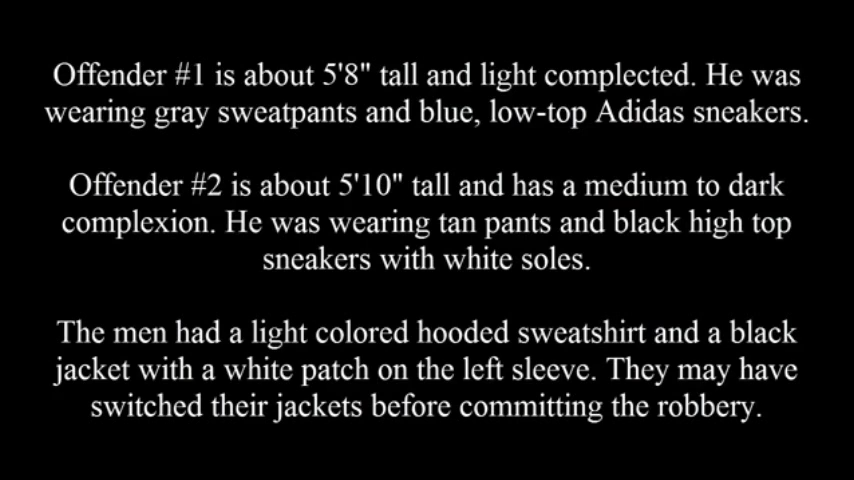 Offender #1 is about 5'8" tall and light complected. He was
wearing gray sweatpants and blue, low-top Adidas sneakers.
Offender #2 is about 5'10" tall and has a medium to dark
complexion. He was wearing tan pants and black high top
sneakers with white soles.
The men had a light colored hooded sweatshirt and a black
jacket with a white patch on the left sleeve. They may have
switched their jackets before committing the robbery.